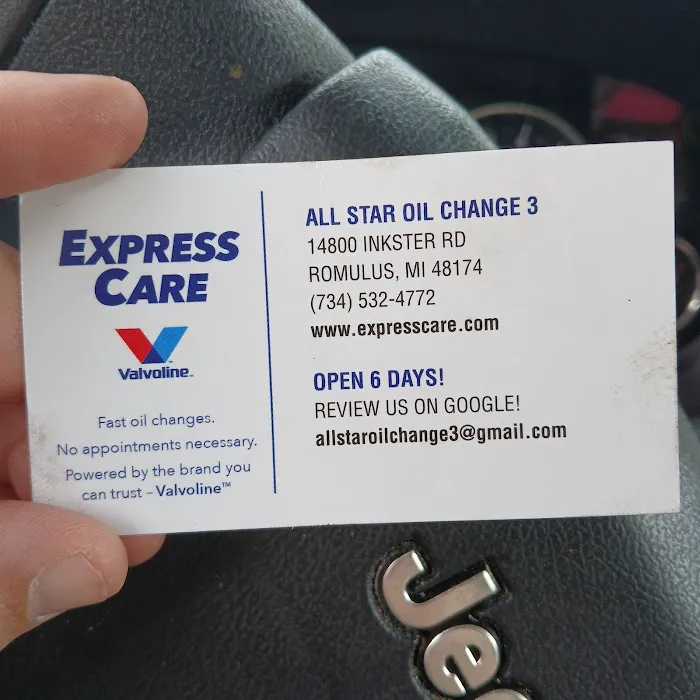 EXPRESS
CARE
Valvoline™
Fast oil changes.
No appointments necessary.
Powered by the brand you
can trust – Valvoline™
ALL STAR OIL CHANGE 3
14800 INKSTER RD
ROMULUS, MI 48174
(734) 532-4772
www.expresscare.com
OPEN 6 DAYS!
REVIEW US ON GOOGLE!
allstaroilchange3@gmail.com
Jee